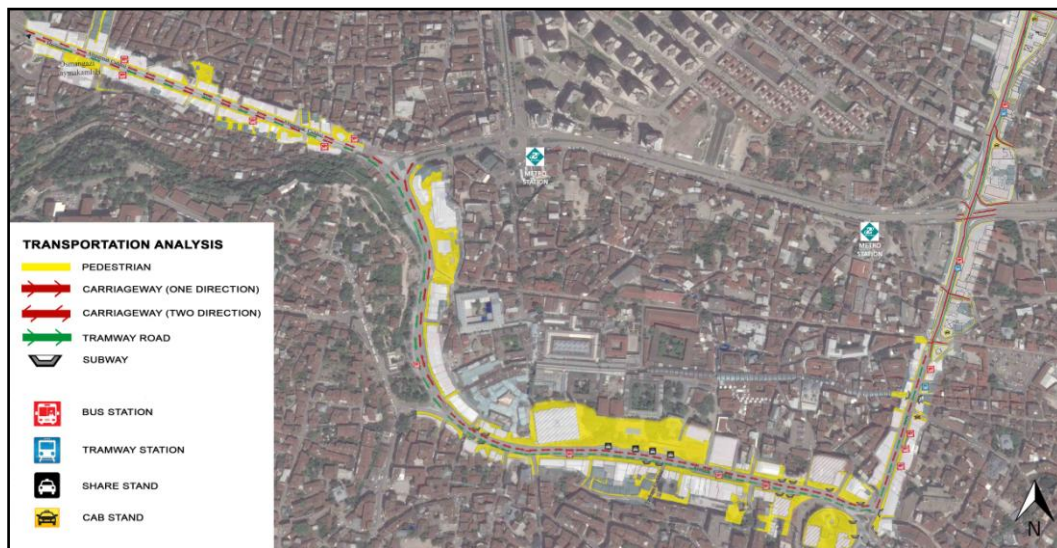 Osmangazi
METRO
STATION
METRO
STATION
TRANSPORTATION ANALYSIS
PEDESTRIAN
CARRIAGEWAY (ONE DIRECTION)
CARRIAGEWAY (TWO DIRECTION)
TRAMWAY ROAD
SUBWAY
BUS STATION
TRAMWAY STATION
SHARE STAND
CAB STAND
N